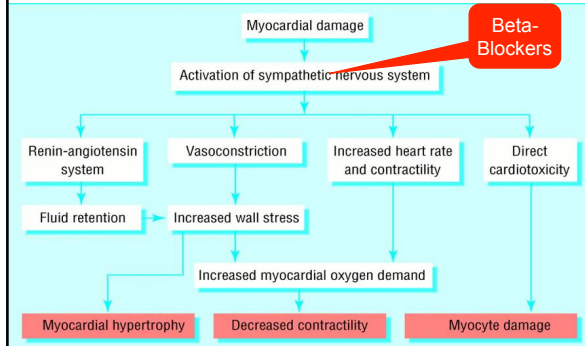 Myocardial damage
Beta-
Blockers
Activation of sympathetic nervous system
Renin-angiotensin
system
Vasoconstriction
Increased heart rate
and contractility
Direct
cardiotoxicity
Fluid retention
Increased wall stress
Increased myocardial oxygen demand
Myocardial hypertrophy
Decreased contractility
Myocyte damage